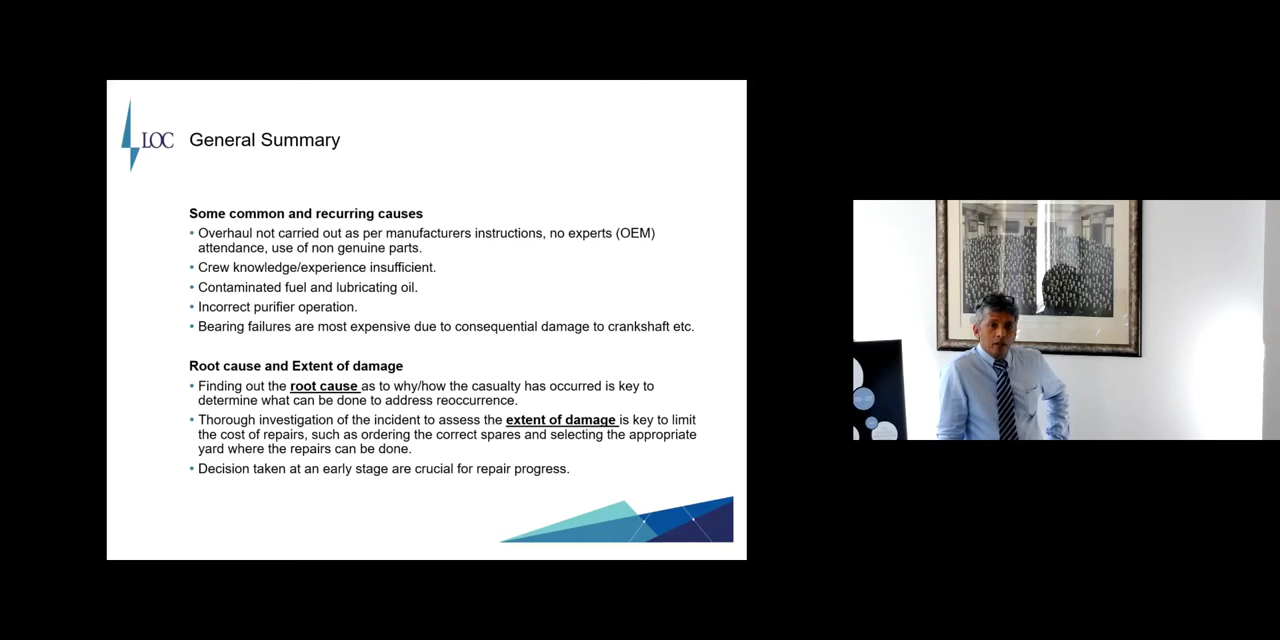 LOC
General Summary
Some common and recurring causes
• Overhaul not carried out as per manufacturers instructions, no experts (OEM)
attendance, use of non genuine parts.
• Crew knowledge/experience insufficient.
• Contaminated fuel and lubricating oil.
• Incorrect purifier operation.
• Bearing failures are most expensive due to consequential damage to crankshaft etc.
Root cause and Extent of damage
• Finding out the root cause as to why/how the casualty has occurred is key to
determine what can be done to address reoccurrence.
• Thorough investigation of the incident to assess the extent of damage is key to limit
the cost of repairs, such as ordering the correct spares and selecting the appropriate
yard where the repairs can be done.
• Decision taken at an early stage are crucial for repair progress.